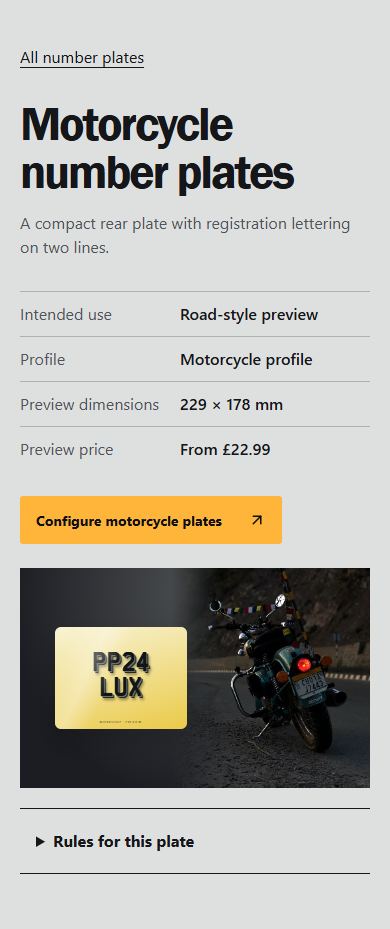 All number plates
Motorcycle
number plates
A compact rear plate with registration lettering
on two lines.
Intended use Road-style preview
Profile Motorcycle profile
Preview dimensions 229 × 178 mm
Preview price From £22.99
Configure motorcycle plates
PP24
LUX
Rules for this plate